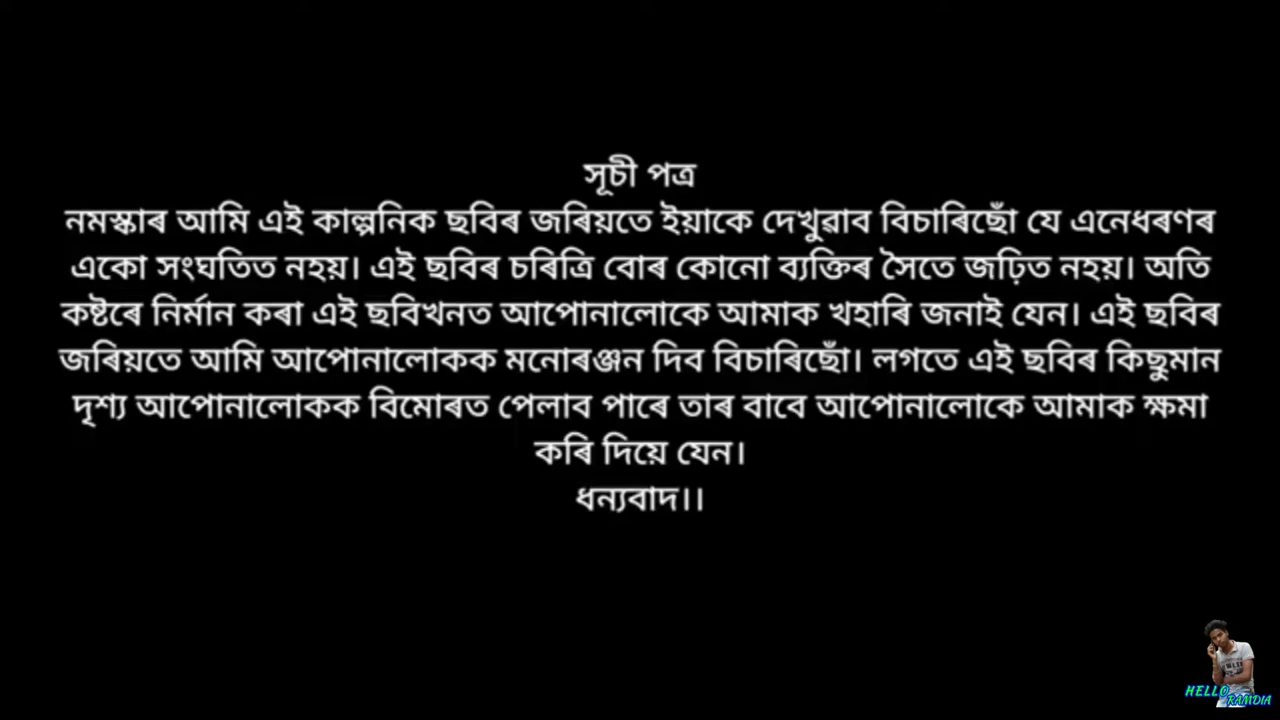 সূচী পত্ৰ
নমস্কাৰ আমি এই কাল্পনিক ছবিৰ জৰিয়তে ইয়াকে দেখুৱাব বিচাৰিছোঁ যে এনেধৰণৰ
একো সংঘতিত নহয়। এই ছবিৰ চৰিত্ৰি বোৰ কোনো ব্যক্তিৰ সৈতে জঢ়িত নহয়। অতি
কষ্টৰে নিৰ্মান কৰা এই ছবিখনত আপোনালোকে আমাক খহাৰি জনাই যেন। এই ছবিৰ
জৰিয়তে আমি আপোনালোকক মনোৰঞ্জন দিব বিচাৰিছোঁ। লগতে এই ছবিৰ কিছুমান
দৃশ্য আপোনালোকক বিমোৰত পেলাব পাৰে তাৰ বাবে আপোনালোকে আমাক ক্ষমা
কৰি দিয়ে যেন।
ধন্যবাদ।।
HELLO
RAMDIA